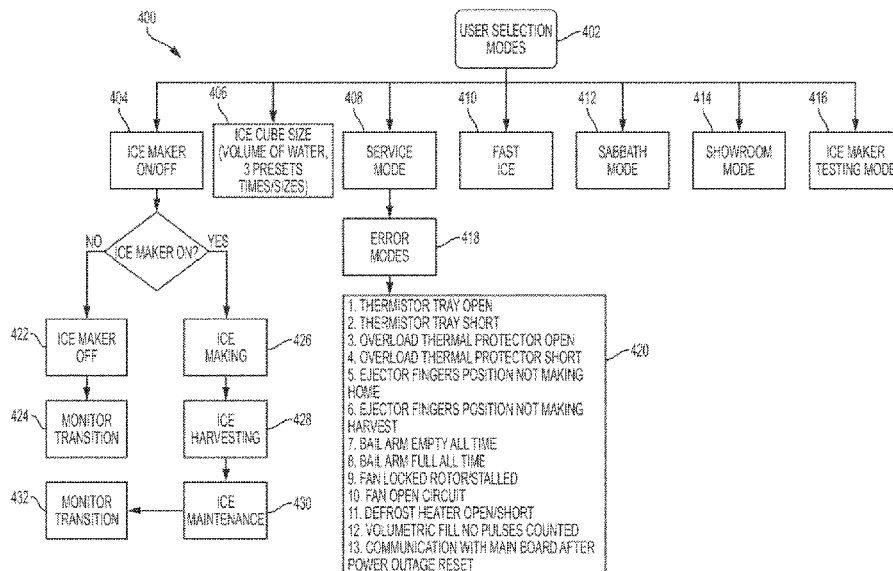 400
USER SELECTION
MODES
402
404
406
408
410
412
414
416
ICE MAKER
ON/OFF
ICE CUBE SIZE
(VOLUME OF WATER,
3 PRESETS
TIMES/SIZES)
SERVICE
MODE
FAST
ICE
SABBATH
MODE
SHOWROOM
MODE
ICE MAKER
TESTING MODE
NO
ICE MAKER ON?
YES
ERROR
MODES
418
422
ICE MAKER
OFF
426
ICE
MAKING
424
MONITOR
TRANSITION
428
ICE
HARVESTING
432
MONITOR
TRANSITION
430
ICE
MAINTENANCE
420
1. THERMISTOR TRAY OPEN
2. THERMISTOR TRAY SHORT
3. OVERLOAD THERMAL PROTECTOR OPEN
4. OVERLOAD THERMAL PROTECTOR SHORT
5. EJECTOR FINGERS POSITION NOT MAKING
HOME
6. EJECTOR FINGERS POSITION NOT MAKING
HARVEST
7. BAIL ARM EMPTY ALL TIME
8. BAIL ARM FULL ALL TIME
9. FAN LOCKED ROTOR/STALLED
10. FAN OPEN CIRCUIT
11. DEFROST HEATER OPEN/SHORT
12. VOLUMETRIC FILL NO PULSES COUNTED
13. COMMUNICATION WITH MAIN BOARD AFTER
POWER OUTAGE RESET